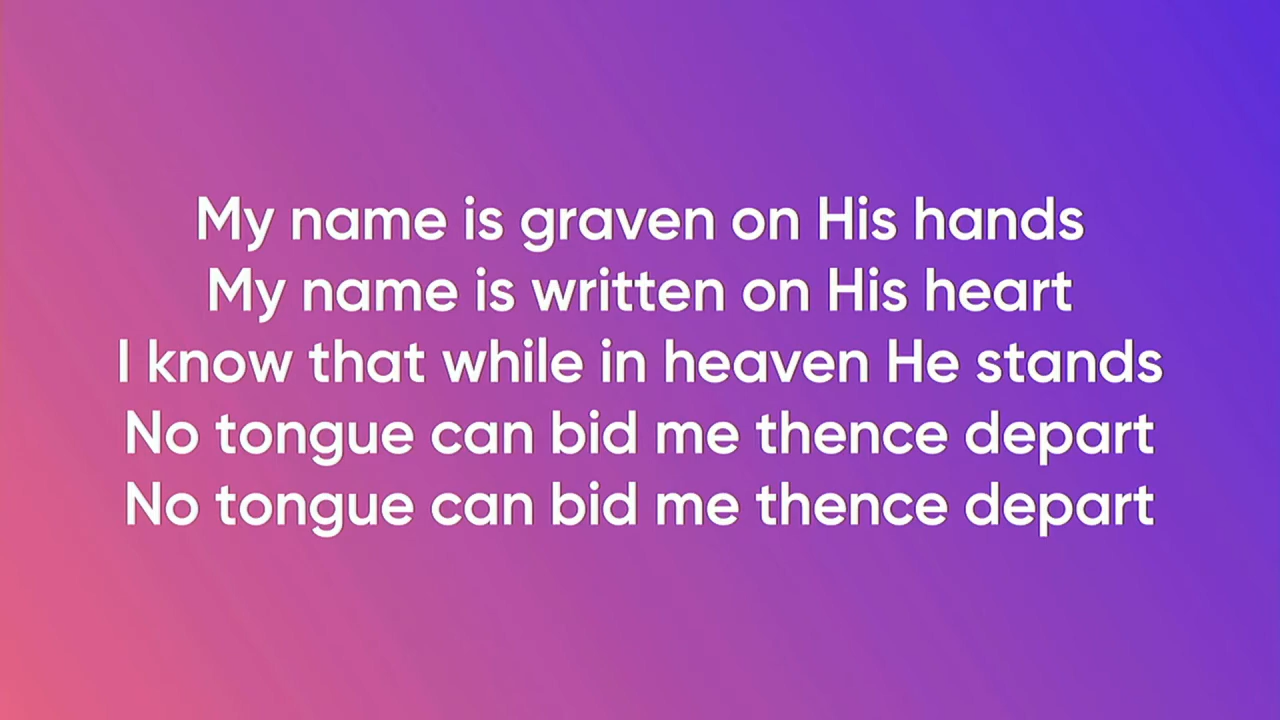 My name is graven on His hands
My name is written on His heart
I know that while in heaven He stands
No tongue can bid me thence depart
No tongue can bid me thence depart